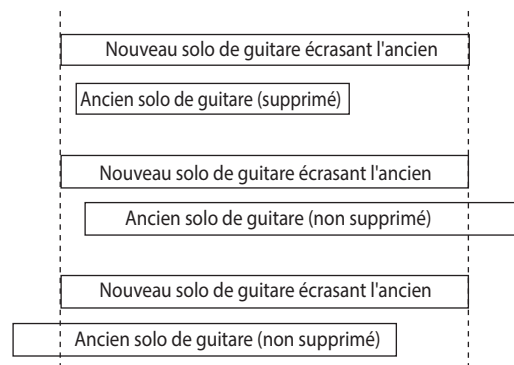 Nouveau solo de guitare écrasant l'ancien
Ancien solo de guitare (supprimé)
Nouveau solo de guitare écrasant l'ancien
Ancien solo de guitare (non supprimé)
Nouveau solo de guitare écrasant l'ancien
Ancien solo de guitare (non supprimé)